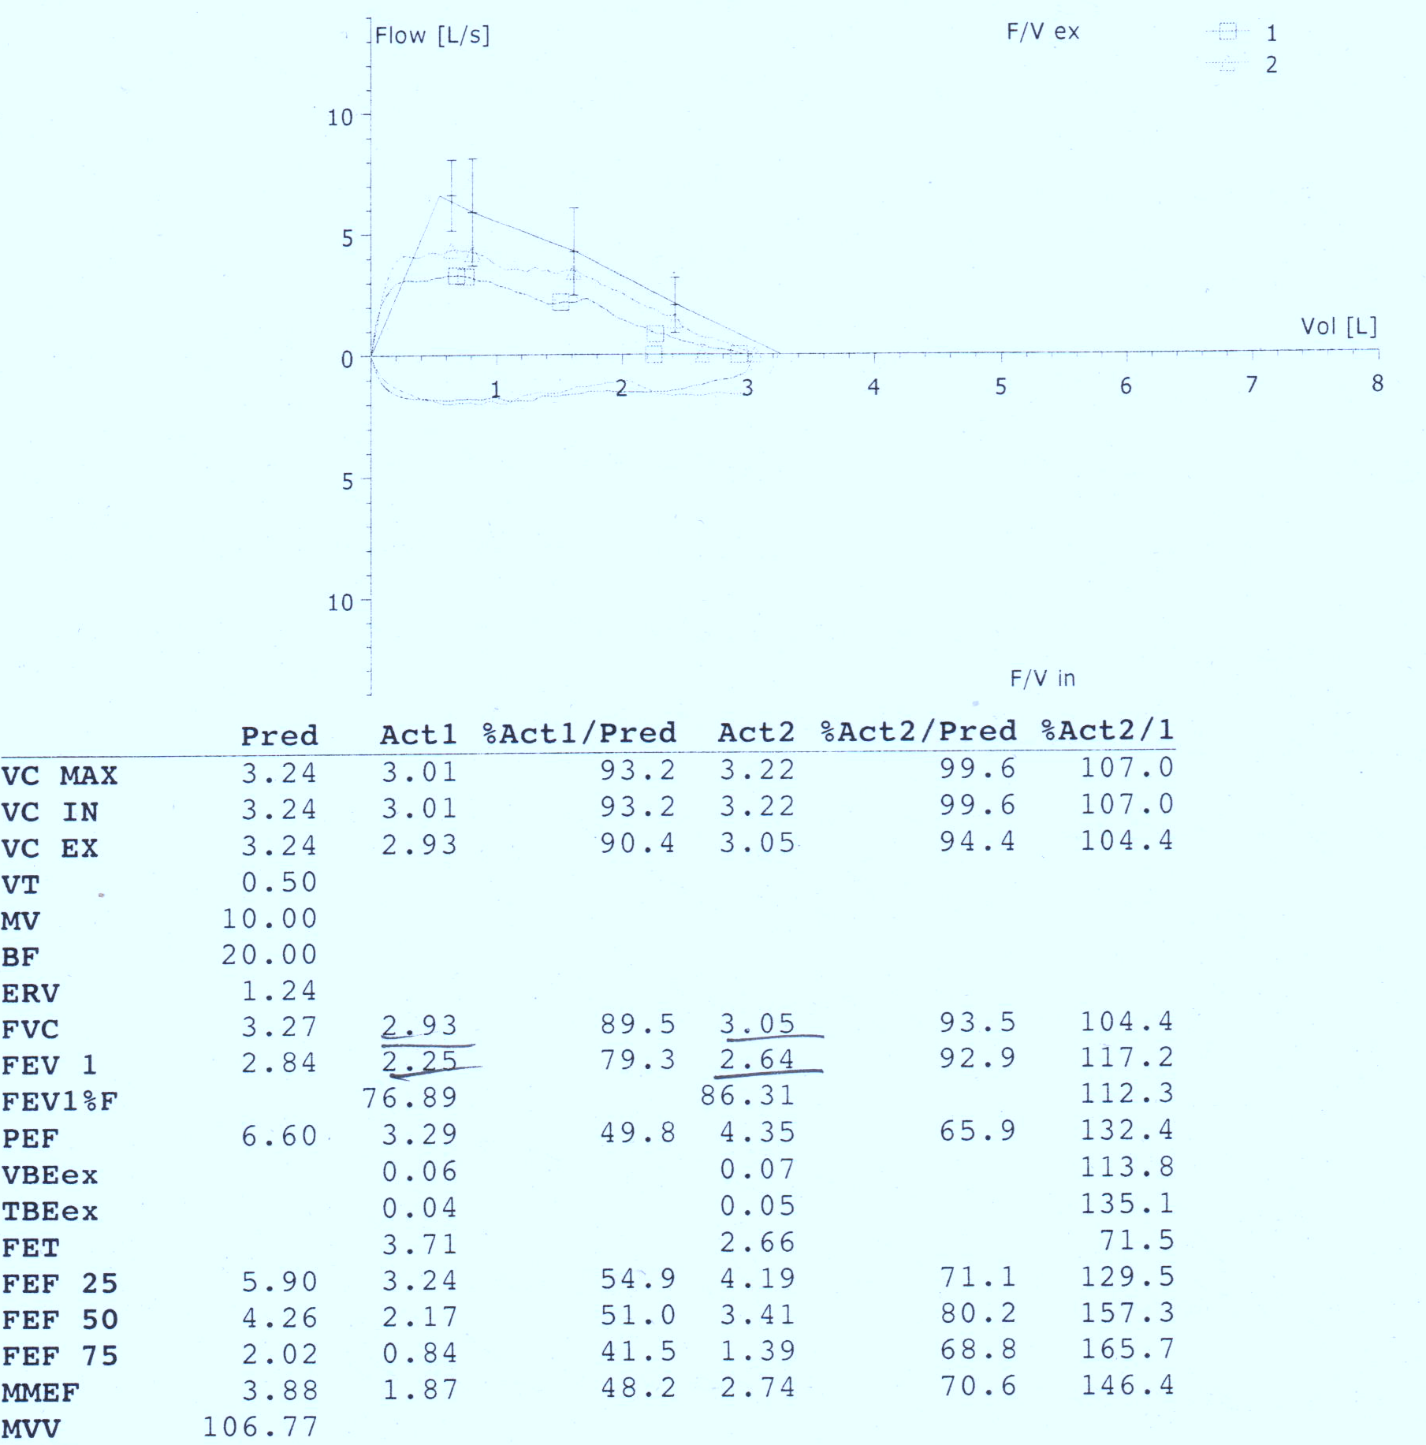 Flow [L/s]
F/V ex
1
2
10
5
Vol [L]
0
1 2 3 4 5 6 7 8
5
10
F/V in
Pred Act1 %Act1/Pred Act2 %Act2/Pred %Act2/1
VC MAX 3.24 3.01 93.2 3.22 99.6 107.0
VC IN 3.24 3.01 93.2 3.22 99.6 107.0
VC EX 3.24 2.93 90.4 3.05 94.4 104.4
VT 0.50
MV 10.00
BF 20.00
ERV 1.24
FVC 3.27 2.93 89.5 3.05 93.5 104.4
FEV 1 2.84 2.25 79.3 2.64 92.9 117.2
FEV1%F 76.89 86.31 112.3
PEF 6.60 3.29 49.8 4.35 65.9 132.4
VBEex 0.06 0.07 113.8
TBEex 0.04 0.05 135.1
FET 3.71 2.66 71.5
FEF 25 5.90 3.24 54.9 4.19 71.1 129.5
FEF 50 4.26 2.17 51.0 3.41 80.2 157.3
FEF 75 2.02 0.84 41.5 1.39 68.8 165.7
MMEF 3.88 1.87 48.2 2.74 70.6 146.4
MVV 106.77